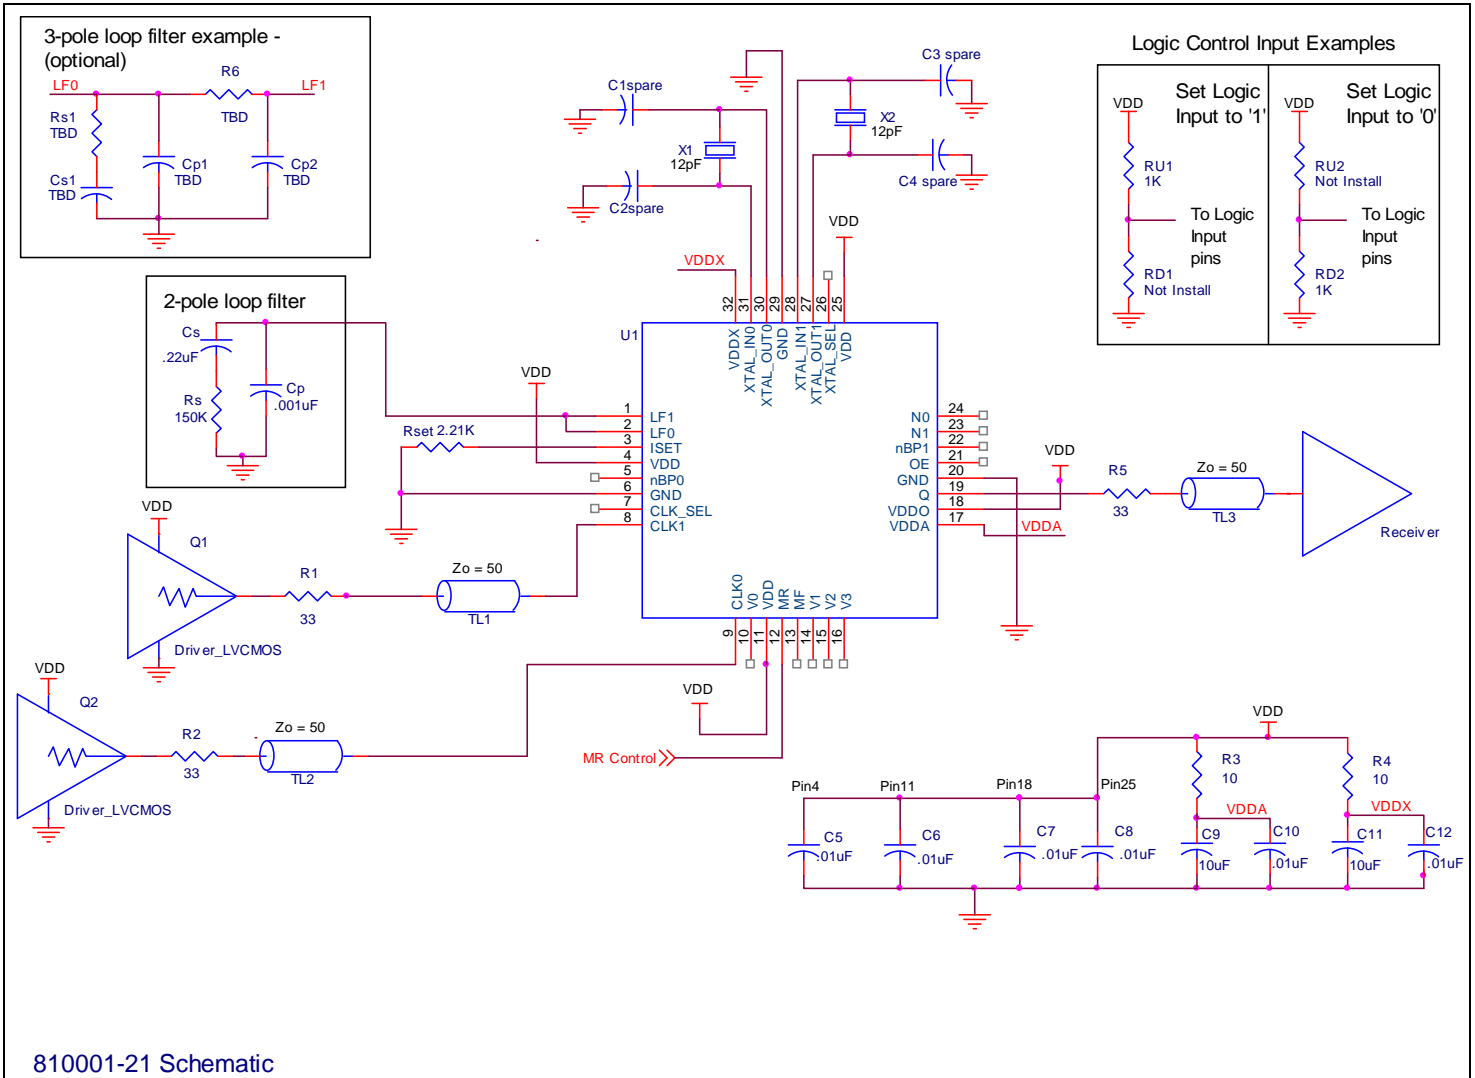 3-pole loop filter example -
(optional)
LF0
R6
LF1
TBD
Rs1
TBD
Cp1
TBD
Cp2
TBD
Cs1
TBD
2-pole loop filter
Cs
.22uF
Rs
150K
Cp
.001uF
C1spare
X1
12pF
C2spare
C3 spare
X2
12pF
C4 spare
VDD
VDDX
Logic Control Input Examples
VDD
Set Logic
Input to '1'
RU1
1K
To Logic
Input
pins
RD1
Not Install
VDD
Set Logic
Input to '0'
RU2
Not Install
To Logic
Input
pins
RD2
1K
U1
32
31
30
29
28
27
26
25
VDDX
XTAL_IN0
XTAL_OUT0
GND
XTAL_IN1
XTAL_OUT1
XTAL_SEL
VDD
VDD
Rset 2.21K
1 LF1
2 LF0
3 ISET
4 VDD
5 nBP0
6 GND
7 CLK_SEL
8 CLK1
N0 24
N1 23
nBP1 22
OE 21
GND 20
Q 19
VDDO 18
VDDA 17
VDD
VDDA
R5
33
Zo = 50
TL3
Receiver
CLK0
V0
VDD
MR
MF
V1
V2
V3
9
10
11
12
13
14
15
16
VDD
Q1
R1
33
Zo = 50
TL1
Driver_LVCMOS
VDD
Q2
R2
33
Zo = 50
TL2
Driver_LVCMOS
VDD
MR Control
VDD
Pin4
Pin11
Pin18
Pin25
R3
10
R4
10
VDDA
VDDX
C5
.01uF
C6
.01uF
C7
.01uF
C8
.01uF
C9
10uF
C10
.01uF
C11
10uF
C12
.01uF
810001-21 Schematic